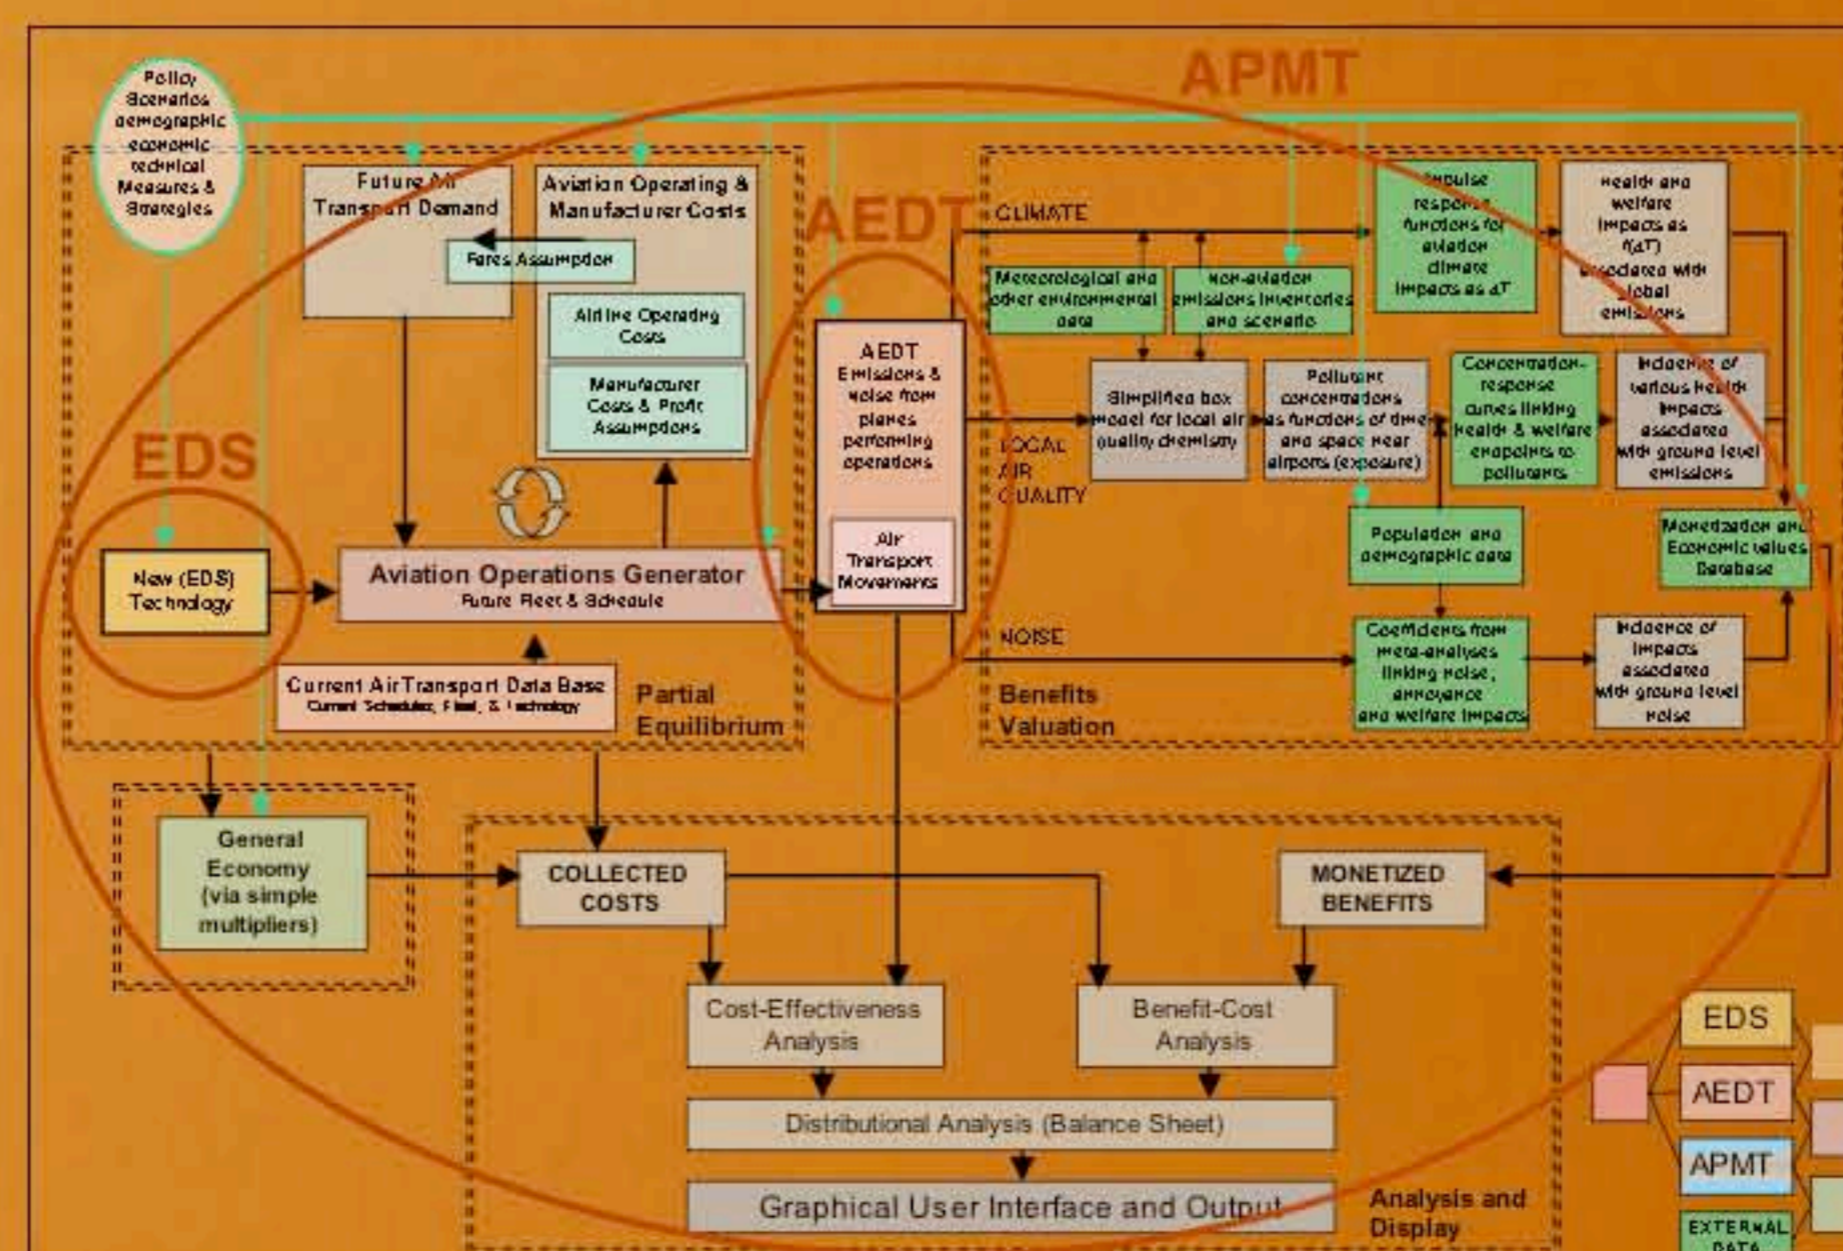 APMT
Policy
Scenarios
demographic
economic
technical
Measures &
Strategies
Future Air
Transport Demand
Aviation Operating &
Manufacturer Costs
Fares Assumption
Airline Operating
Costs
Manufacturer
Costs & Profit
Assumptions
EDS
New (EDS)
Technology
Aviation Operations Generator
Future Fleet & Schedule
Current Air Transport Data Base
Current Schedules, Fleet, & Technology
Partial
Equilibrium
AEDT
AEDT
Emissions &
Noise from
planes
performing
operations
Air
Transport
Movements
CLIMATE
Meteorological and
other environmental
data
Non-aviation
emissions inventories
and scenario
Impulse
response
functions for
aviation
climate
impacts as ΔT
Health and
welfare
impacts as
f(ΔT)
associated with
global
emissions
LOCAL
AIR
QUALITY
Simplified box
model for local air
quality chemistry
Pollutant
concentrations
as functions of time
and space near
airports (exposure)
Concentration-
response
curves linking
health & welfare
endpoints to
pollutants
Incidence of
various health
impacts
associated
with ground level
emissions
Population and
demographic data
Monetization and
Economic values
Database
NOISE
Coefficients from
meta-analyses
linking noise,
annoyance
and welfare impacts
Incidence of
impacts
associated
with ground level
noise
Benefits
Valuation
General
Economy
(via simple
multipliers)
COLLECTED
COSTS
MONETIZED
BENEFITS
Cost-Effectiveness
Analysis
Benefit-Cost
Analysis
Distributional Analysis (Balance Sheet)
Graphical User Interface and Output
Analysis and
Display
EDS
AEDT
APMT
EXTERNAL
DATA